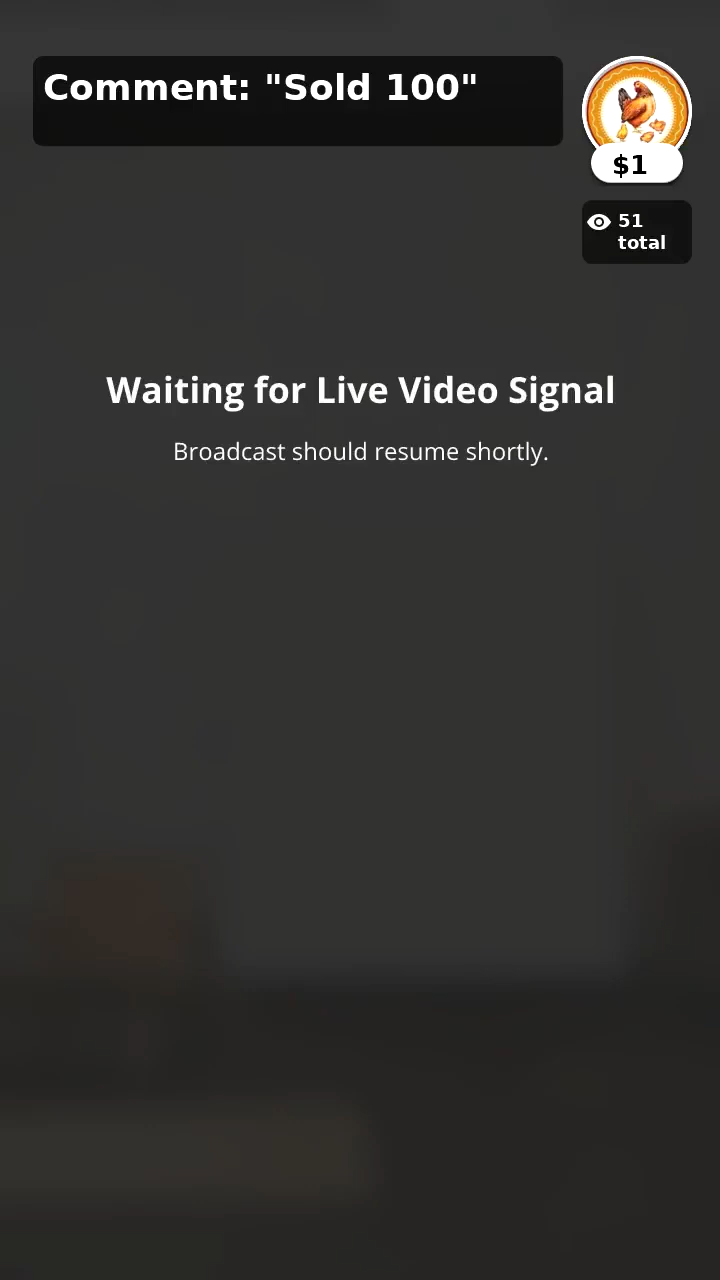 Comment: "Sold 100"
$1
51
total
Waiting for Live Video Signal
Broadcast should resume shortly.